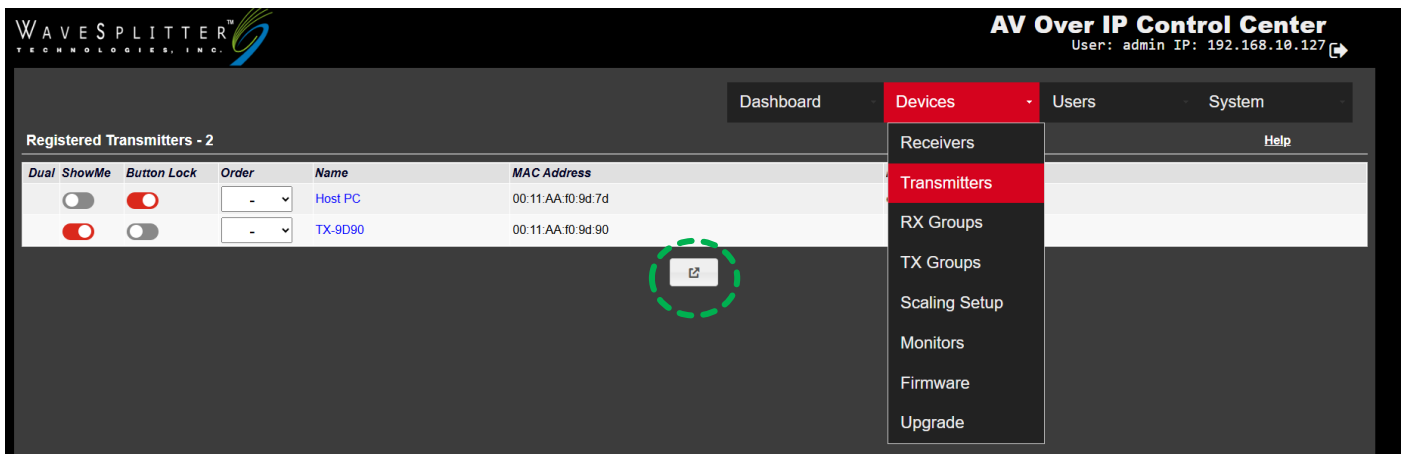 WAVESPLITTER™
TECHNOLOGIES, INC.
AV Over IP Control Center
User: admin IP: 192.168.10.127
Dashboard Devices Users System
Registered Transmitters - 2
Help
Dual ShowMe Button Lock Order Name MAC Address
- Host PC 00:11:AA:f0:9d:7d
- TX-9D90 00:11:AA:f0:9d:90
Receivers
Transmitters
RX Groups
TX Groups
Scaling Setup
Monitors
Firmware
Upgrade